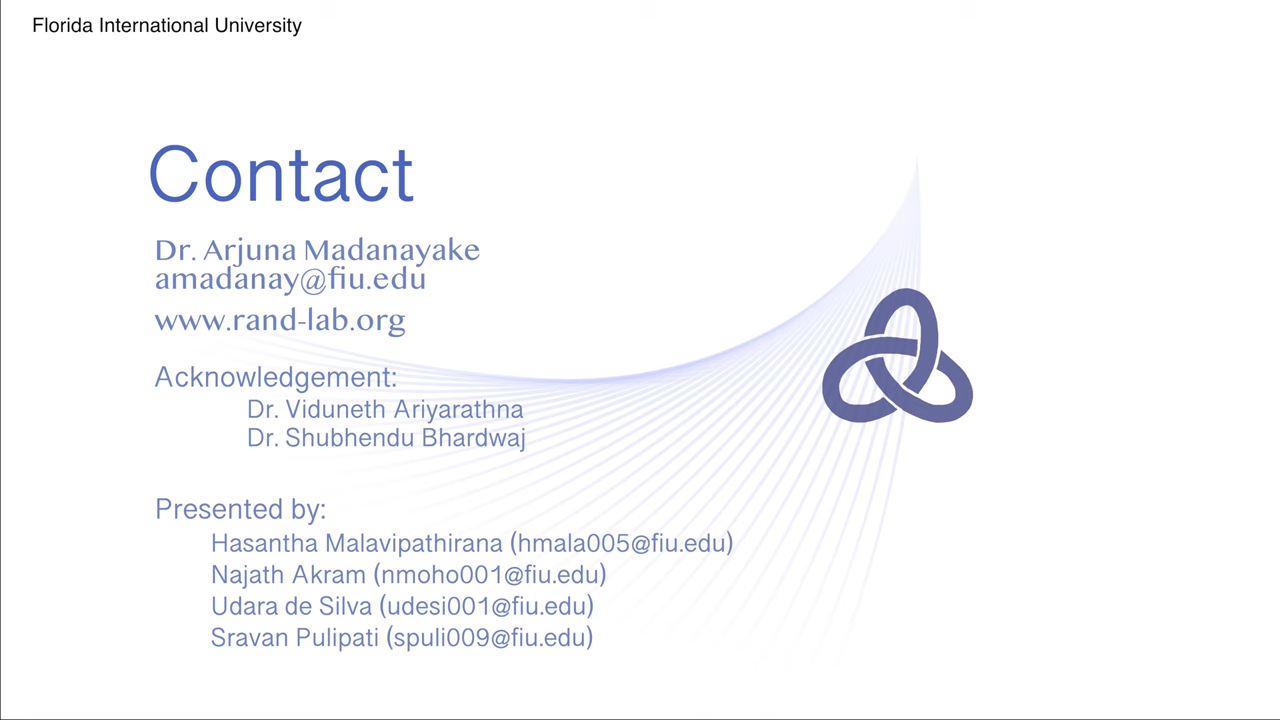 Florida International University
Contact
Dr. Arjuna Madanayake
amadanay@fiu.edu
www.rand-lab.org
Acknowledgement:
Dr. Viduneth Ariyarathna
Dr. Shubhendu Bhardwaj
Presented by:
Hasantha Malavipathirana (hmala005@fiu.edu)
Najath Akram (nmoho001@fiu.edu)
Udara de Silva (udesi001@fiu.edu)
Sravan Pulipati (spuli009@fiu.edu)